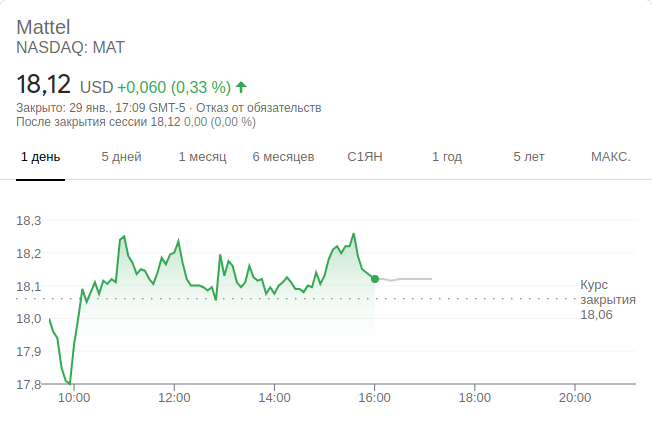 Mattel
NASDAQ: MAT
18,12 USD +0,060 (0,33 %)
Закрыто: 29 янв., 17:09 GMT-5 · Отказ от обязательств
После закрытия сессии 18,12 0,00 (0,00 %)
1 день 5 дней 1 месяц 6 месяцев С1ЯН 1 год 5 лет МАКС.
18,3
18,2
18,1
18,0
17,9
17,8
Курс
закрытия
18,06
10:00 12:00 14:00 16:00 18:00 20:00